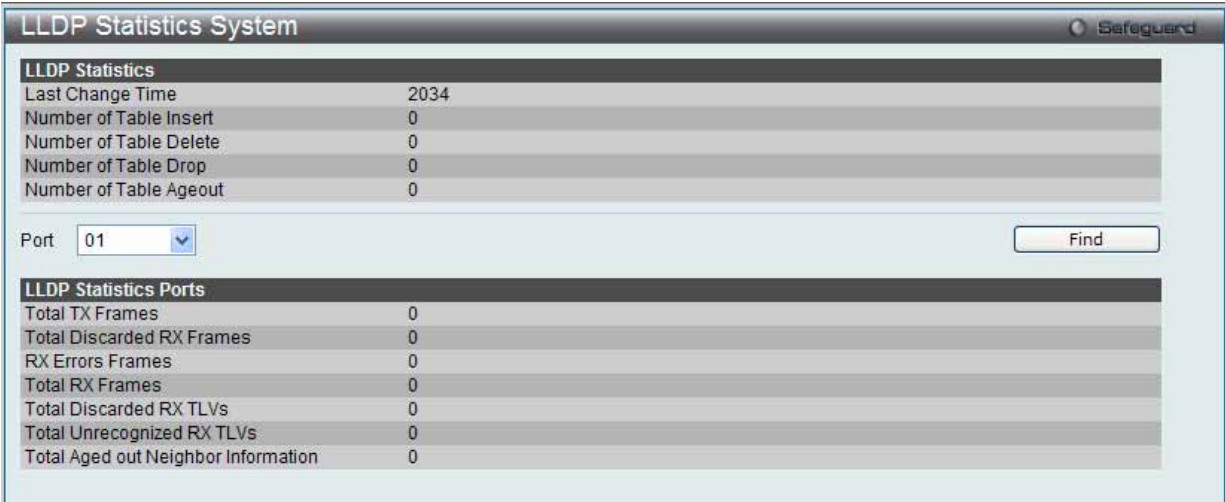 LLDP Statistics System Safeguard
LLDP Statistics
Last Change Time 2034
Number of Table Insert 0
Number of Table Delete 0
Number of Table Drop 0
Number of Table Ageout 0
Port 01 Find
LLDP Statistics Ports
Total TX Frames 0
Total Discarded RX Frames 0
RX Errors Frames 0
Total RX Frames 0
Total Discarded RX TLVs 0
Total Unrecognized RX TLVs 0
Total Aged out Neighbor Information 0